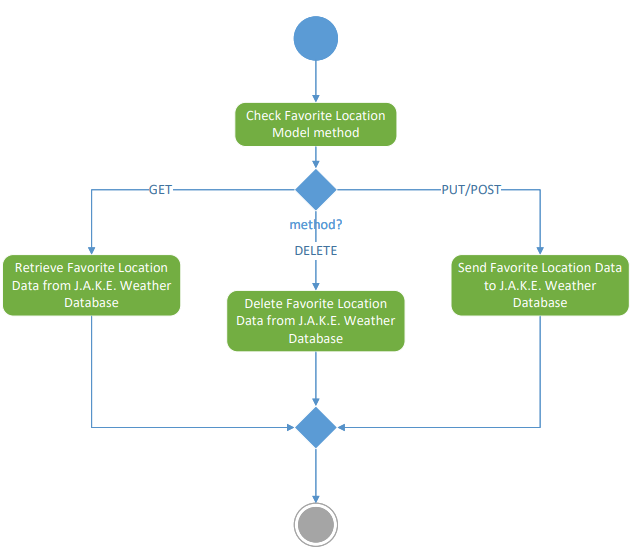 Check Favorite Location
Model method
GET
PUT/POST
method?
DELETE
Retrieve Favorite Location
Data from J.A.K.E. Weather
Database
Delete Favorite Location
Data from J.A.K.E. Weather
Database
Send Favorite Location Data
to J.A.K.E. Weather
Database